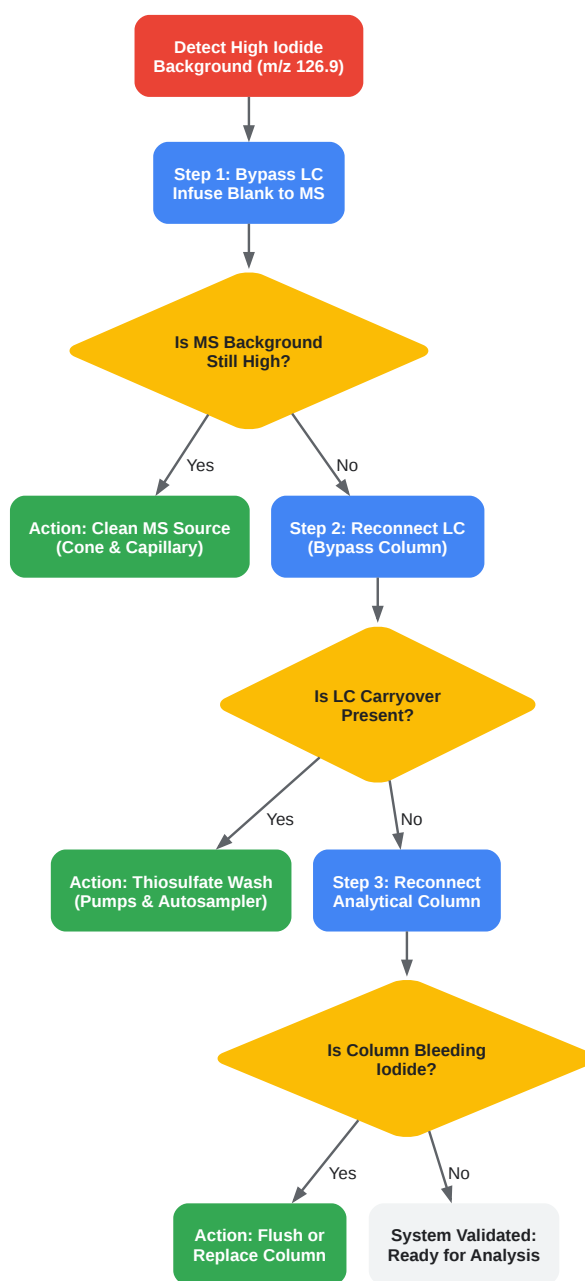 Detect High Iodide
Background (m/z 126.9)
Step 1: Bypass LC
Infuse Blank to MS
Is MS Background
Still High?
Yes
No
Action: Clean MS Source
(Cone & Capillary)
Step 2: Reconnect LC
(Bypass Column)
Is LC Carryover
Present?
Yes
No
Action: Thiosulfate Wash
(Pumps & Autosampler)
Step 3: Reconnect
Analytical Column
Is Column Bleeding
Iodide?
Yes
No
Action: Flush or
Replace Column
System Validated:
Ready for Analysis